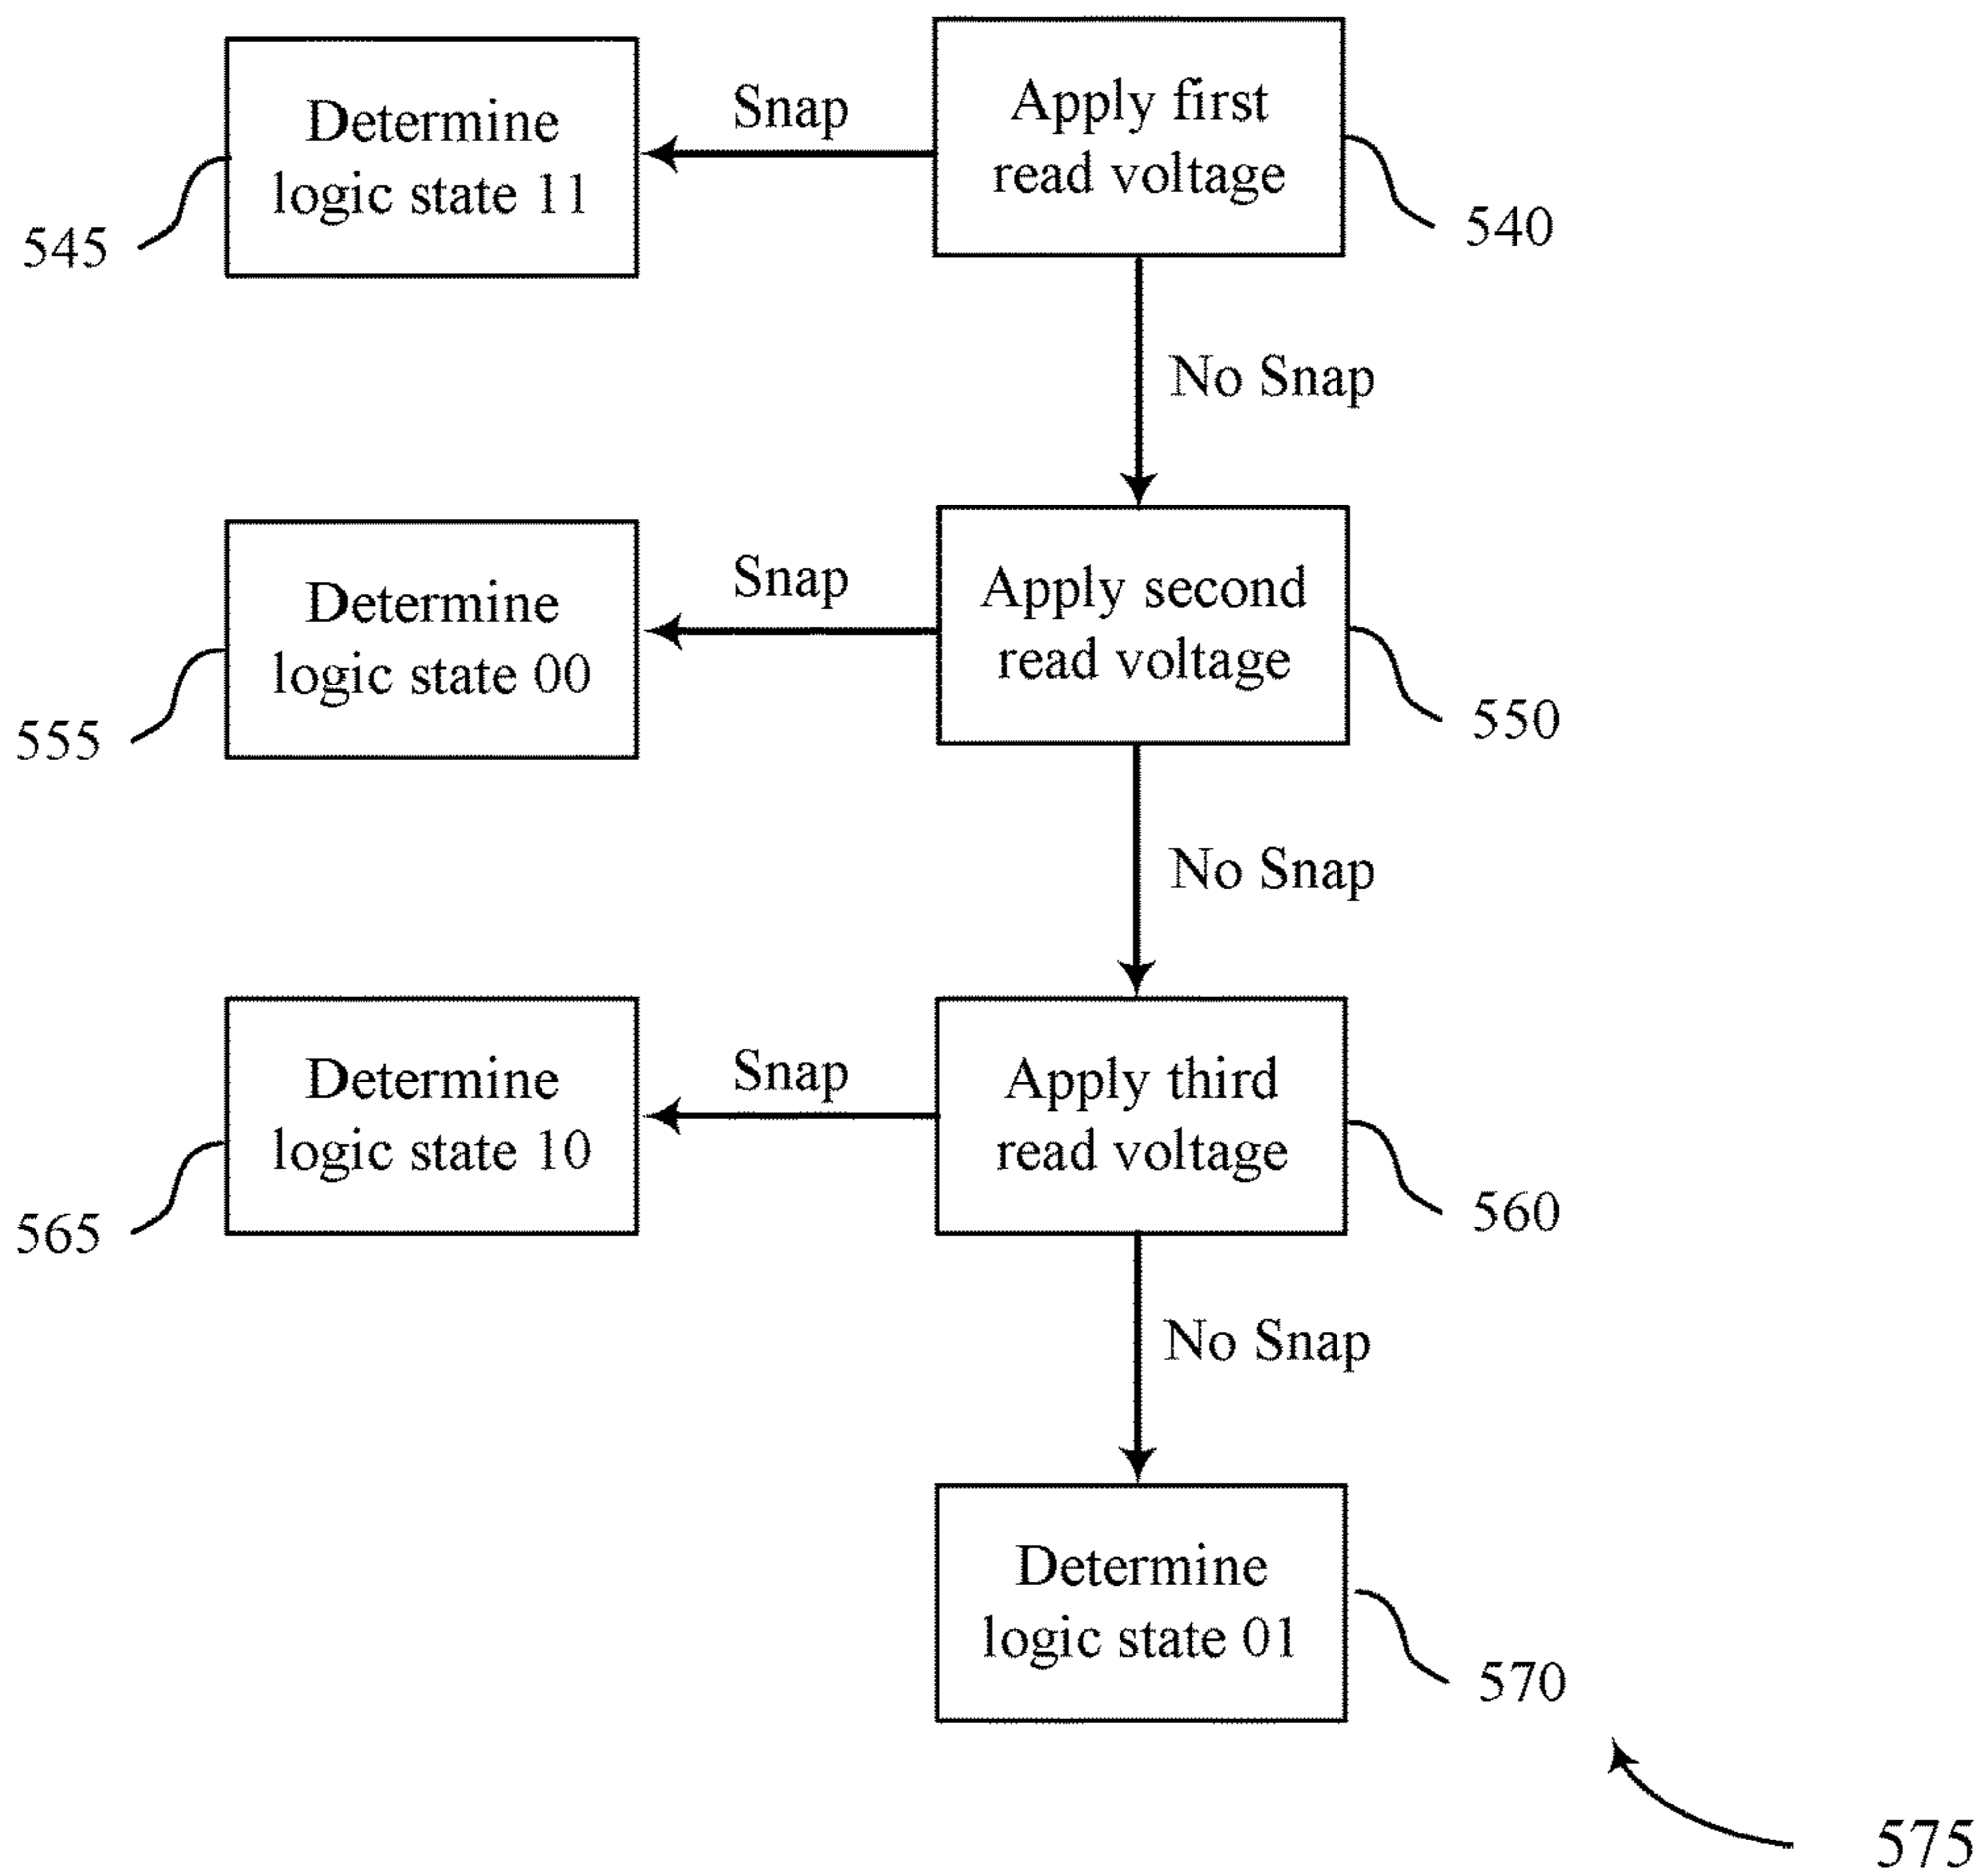 Determine
logic state 11
545
Snap
Apply first
read voltage
540
No Snap
Determine
logic state 00
555
Snap
Apply second
read voltage
550
No Snap
Determine
logic state 10
565
Snap
Apply third
read voltage
560
No Snap
Determine
logic state 01
570
575